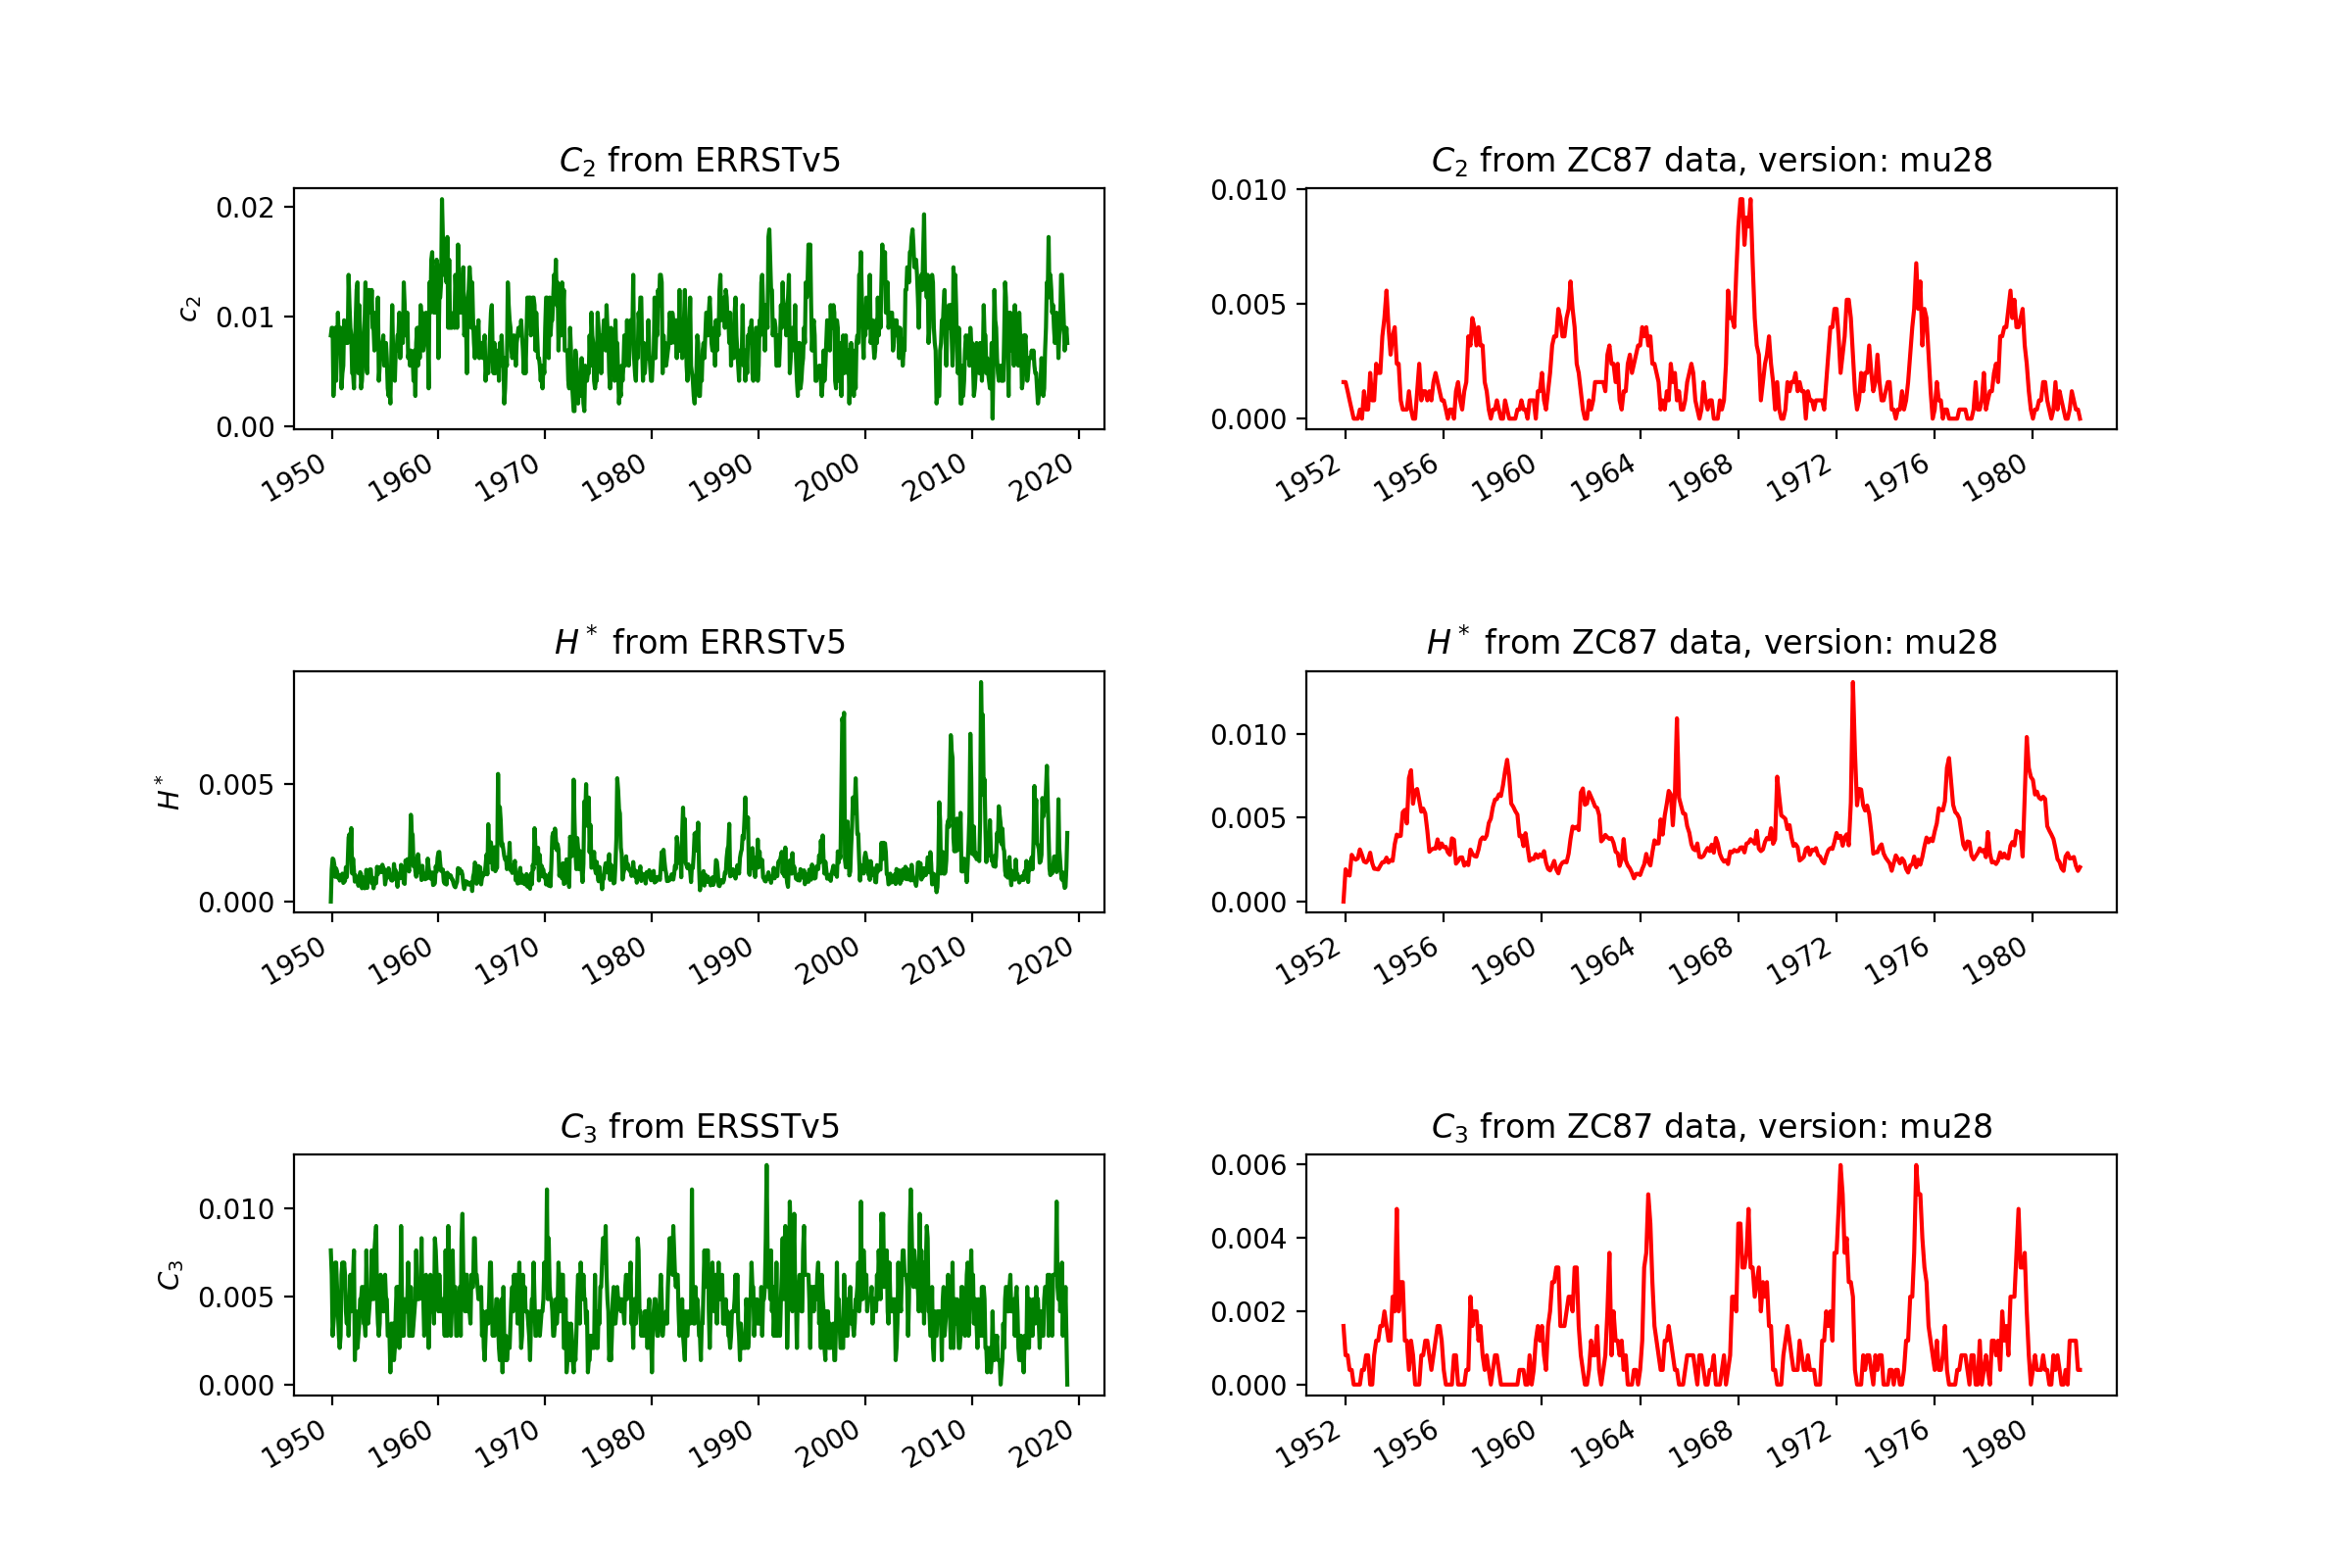 C₂ from ERRSTv5
c₂
0.02
0.01
0.00
1950 1960 1970 1980 1990 2000 2010 2020
C₂ from ZC87 data, version: mu28
0.010
0.005
0.000
1952 1956 1960 1964 1968 1972 1976 1980
H* from ERRSTv5
H*
0.005
0.000
1950 1960 1970 1980 1990 2000 2010 2020
H* from ZC87 data, version: mu28
0.010
0.005
0.000
1952 1956 1960 1964 1968 1972 1976 1980
C₃ from ERSSTv5
C₃
0.010
0.005
0.000
1950 1960 1970 1980 1990 2000 2010 2020
C₃ from ZC87 data, version: mu28
0.006
0.004
0.002
0.000
1952 1956 1960 1964 1968 1972 1976 1980